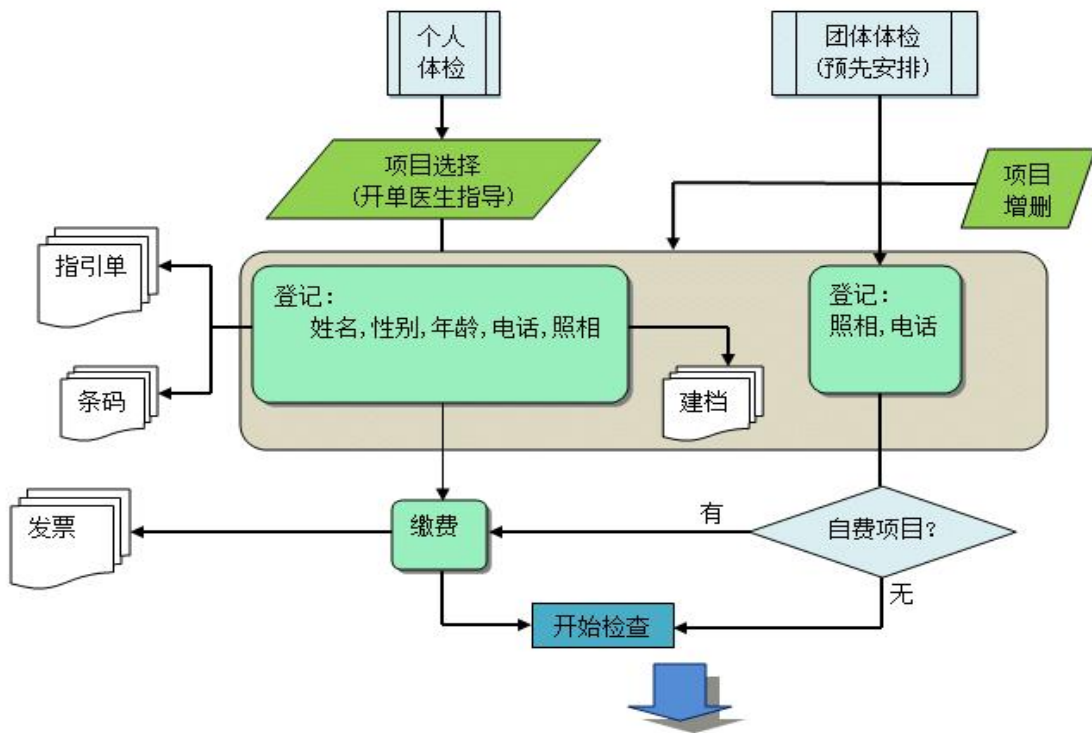 个人
体检
团体体检
(预先安排)
项目选择
(开单医生指导)
项目
增删
指引单
登记:
姓名,性别,年龄,电话,照相
登记:
照相,电话
条码
建档
发票
缴费
有
自费项目?
无
开始检查